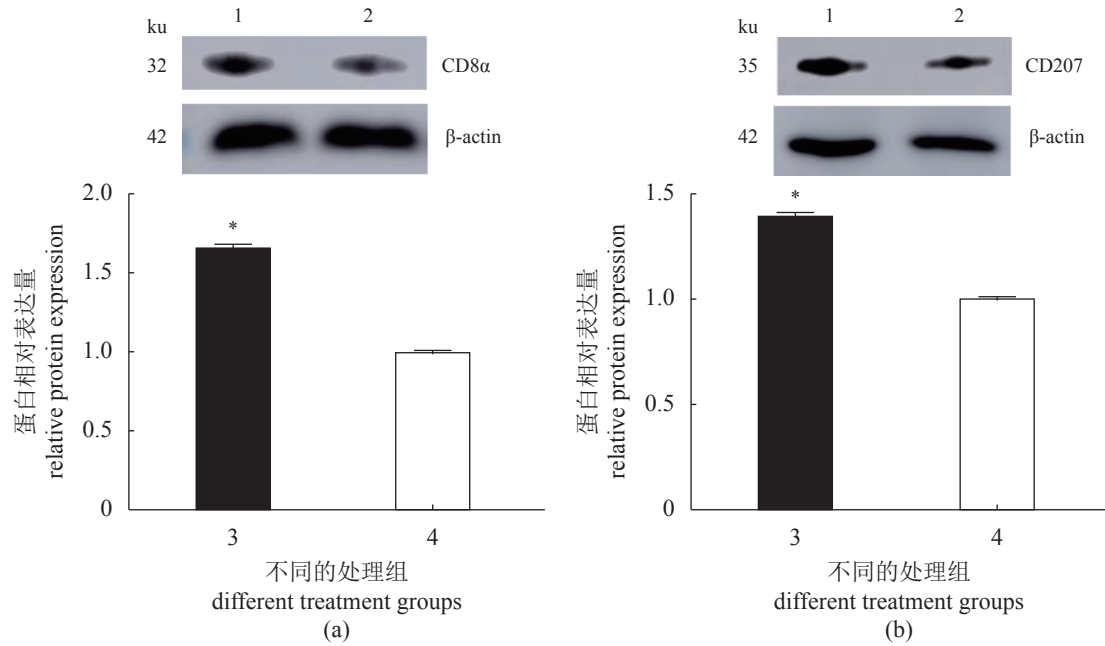 ku
1
2
32
CD8α
42
β-actin
2.0
1.5
1.0
0.5
0
*
蛋白相对表达量
relative protein expression
3
4
不同的处理组
different treatment groups
(a)
ku
1
2
35
CD207
42
β-actin
1.5
1.0
0.5
0
*
蛋白相对表达量
relative protein expression
3
4
不同的处理组
different treatment groups
(b)